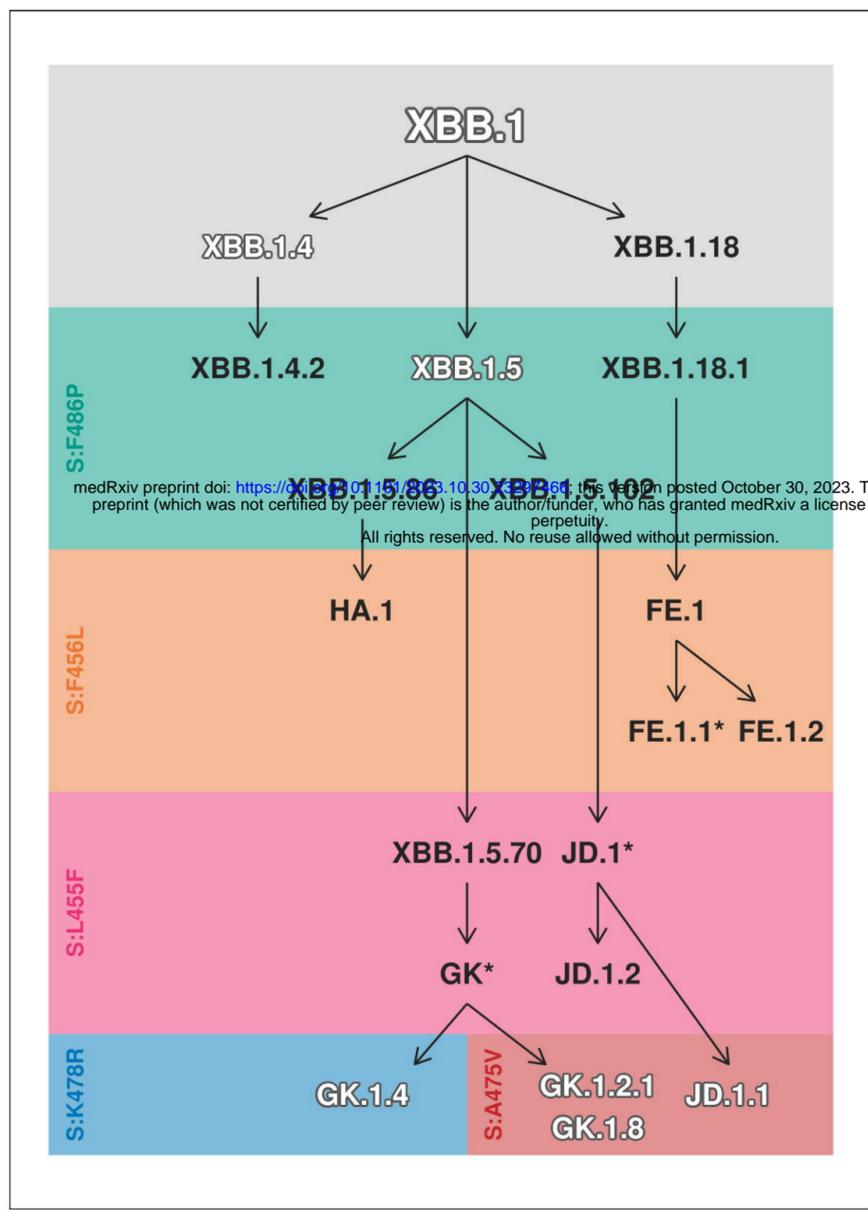 XBB.1
XBB.1.4
XBB.1.18
S:F486P
XBB.1.4.2
XBB.1.5
XBB.1.18.1
XBB.1.5.102
medRxiv preprint doi: https://doi.org/10.1101/2023.10.30.23297466; this version posted October 30, 2023. T
preprint (which was not certified by peer review) is the author/funder, who has granted medRxiv a license
perpetuity.
All rights reserved. No reuse allowed without permission.
S:F456L
HA.1
FE.1
FE.1.1* FE.1.2
S:L455F
XBB.1.5.70 JD.1*
GK*
JD.1.2
S:K478R
GK.1.4
S:A475V
GK.1.2.1
GK.1.8
JD.1.1